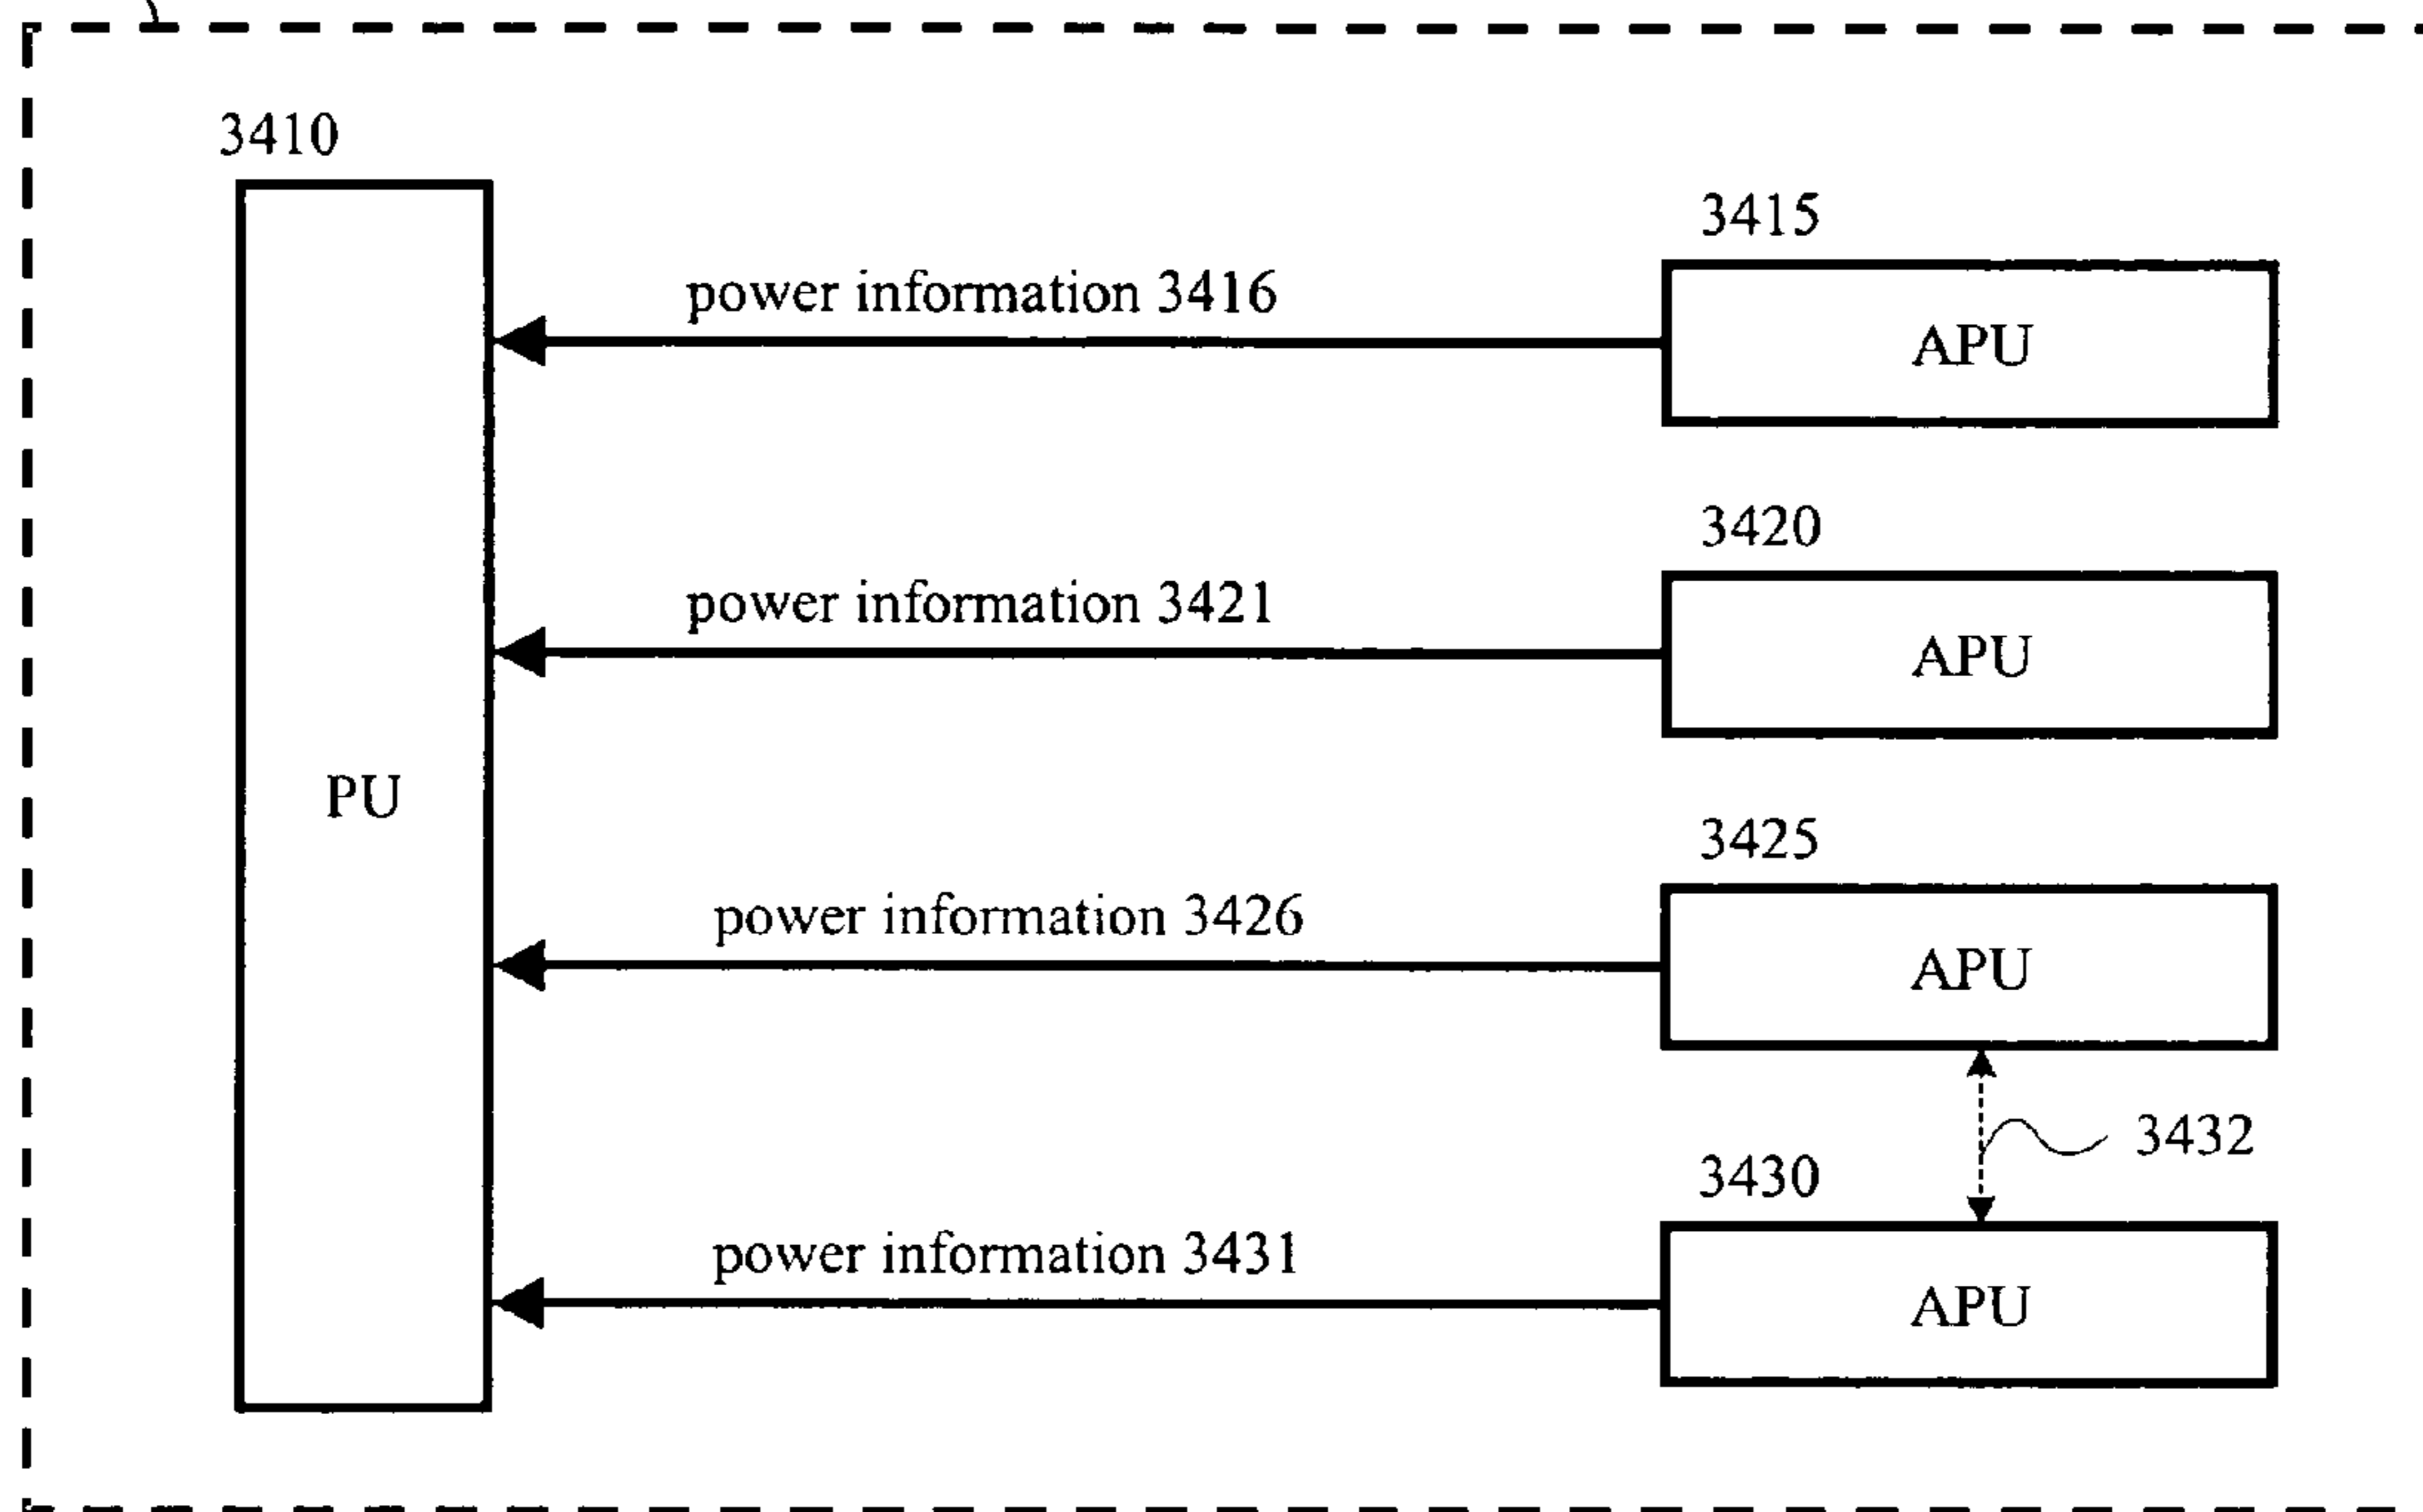 3410
3415
power information 3416
APU
3420
power information 3421
APU
PU
3425
power information 3426
APU
3432
3430
power information 3431
APU